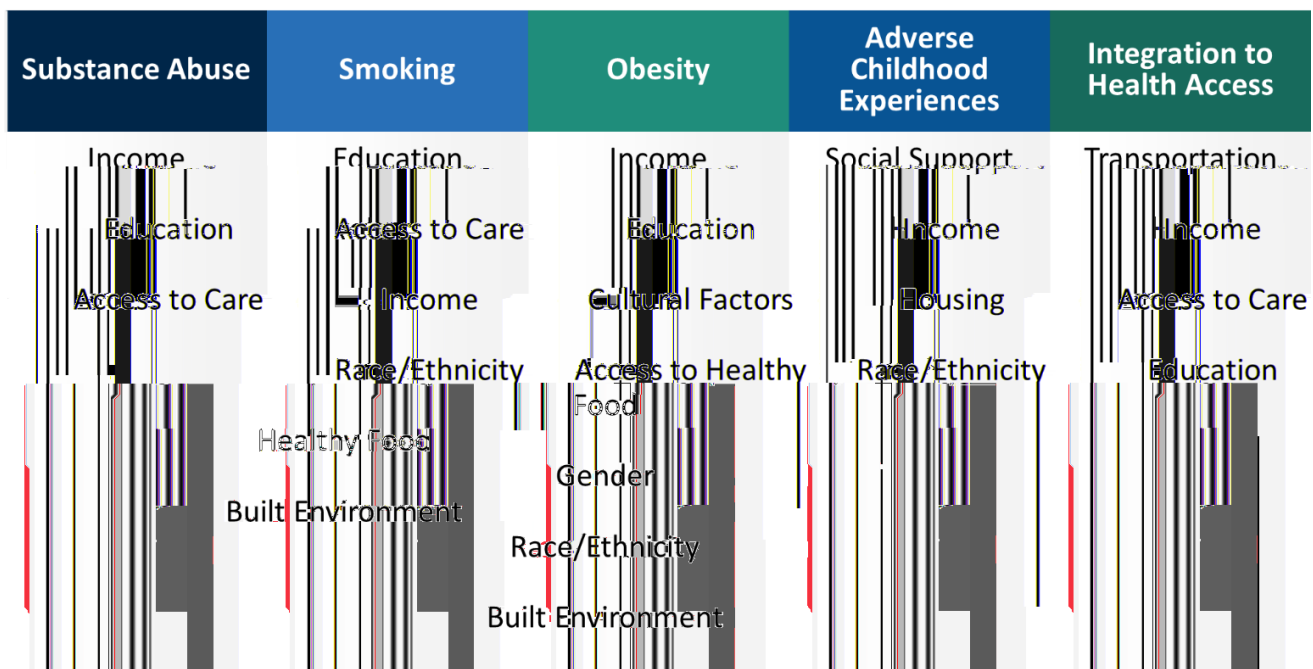 Substance Abuse
Smoking
Obesity
Adverse
Childhood
Experiences
Integration to
Health Access
Income
Education
Access to Care
Education
Access to Care
Income
Race/Ethnicity
Healthy Food
Built Environment
Income
Education
Cultural Factors
Access to Healthy
Food
Gender
Race/Ethnicity
Built Environment
Social Support
Income
Housing
Race/Ethnicity
Transportation
Income
Access to Care
Education